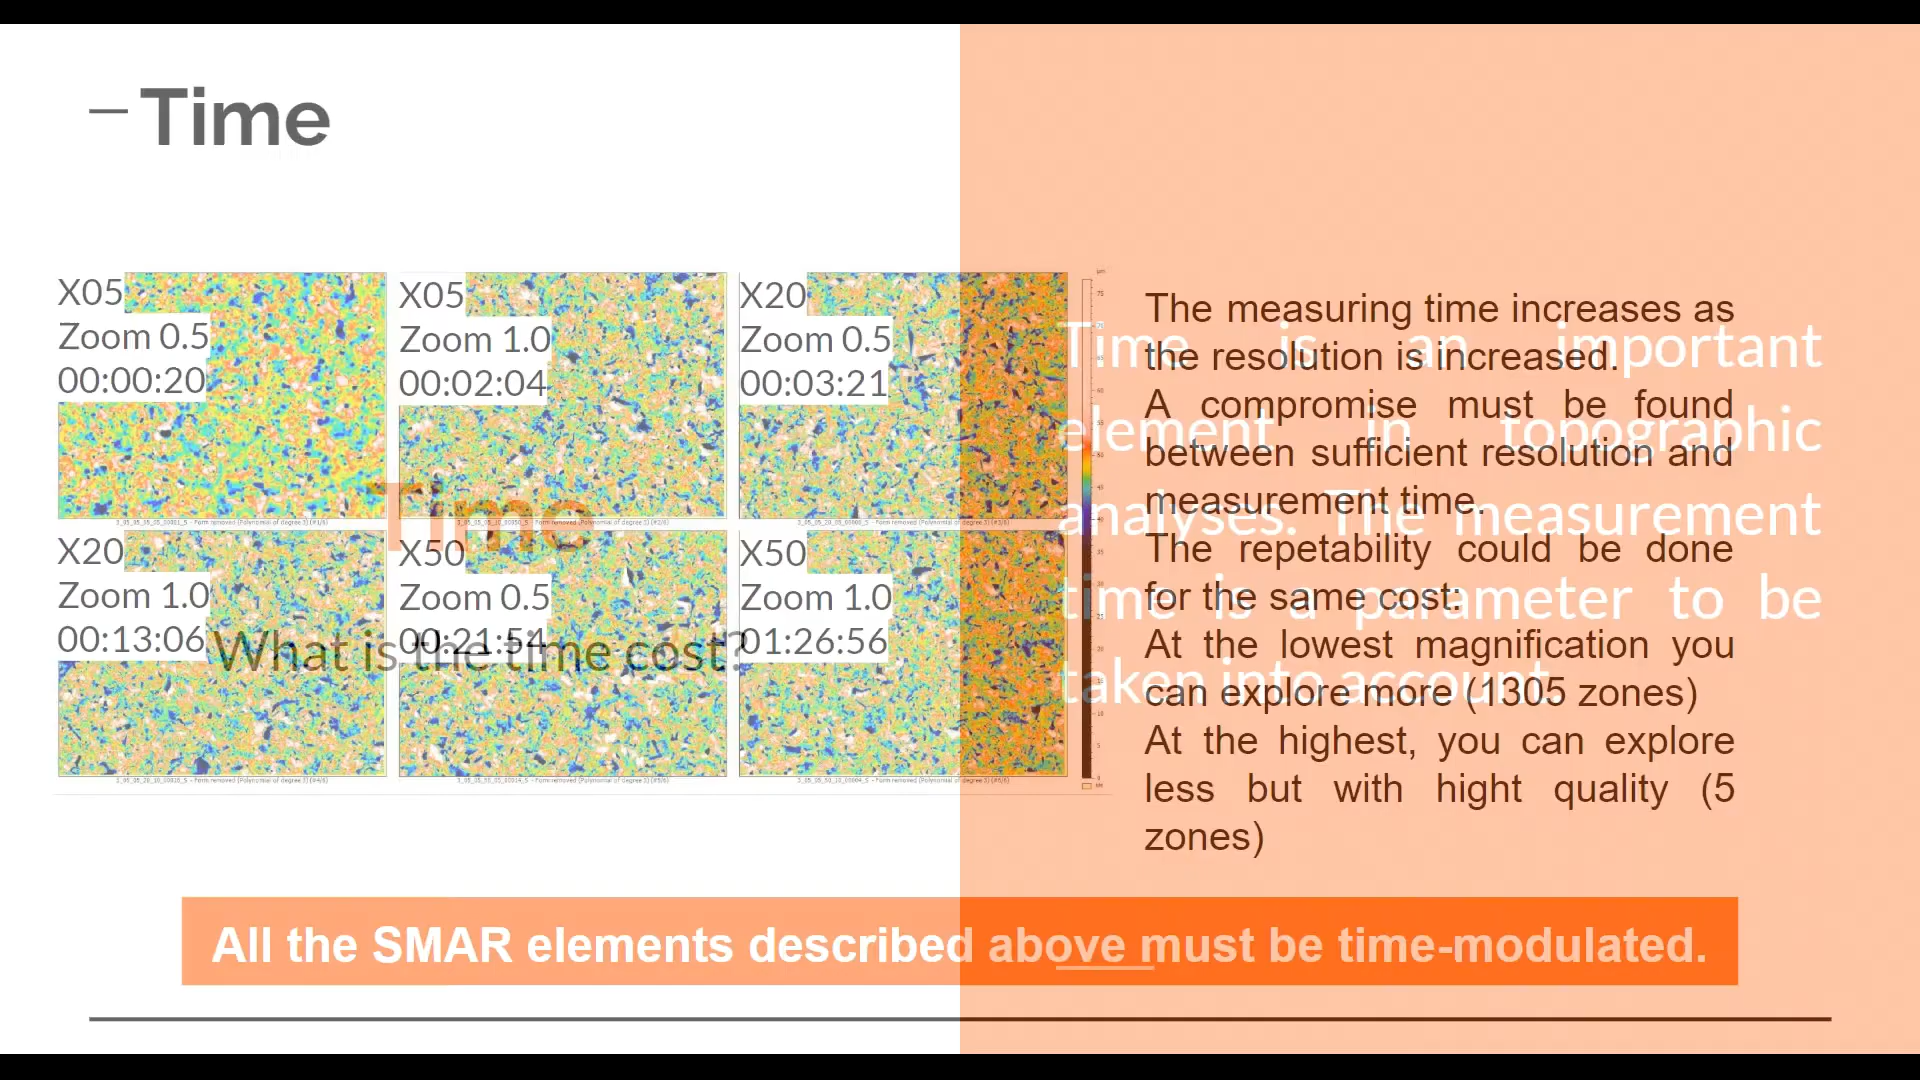 – Time
X05
Zoom 0.5
00:00:20
X05
Zoom 1.0
00:02:04
X20
Zoom 0.5
00:03:21
X20
Zoom 1.0
00:13:06
X50
Zoom 0.5
00:21:54
X50
Zoom 1.0
01:26:56
Time
What is the time cost?
The measuring time increases as
the resolution is increased.
A compromise must be found
between sufficient resolution and
measurement time.
The repetability could be done
for the same cost:
At the lowest magnification you
can explore more (1305 zones)
At the highest, you can explore
less but with hight quality (5
zones)
Time is an important
element in topographic
analyses. The measurement
time is a parameter to be
taken into account.
All the SMAR elements described above must be time-modulated.